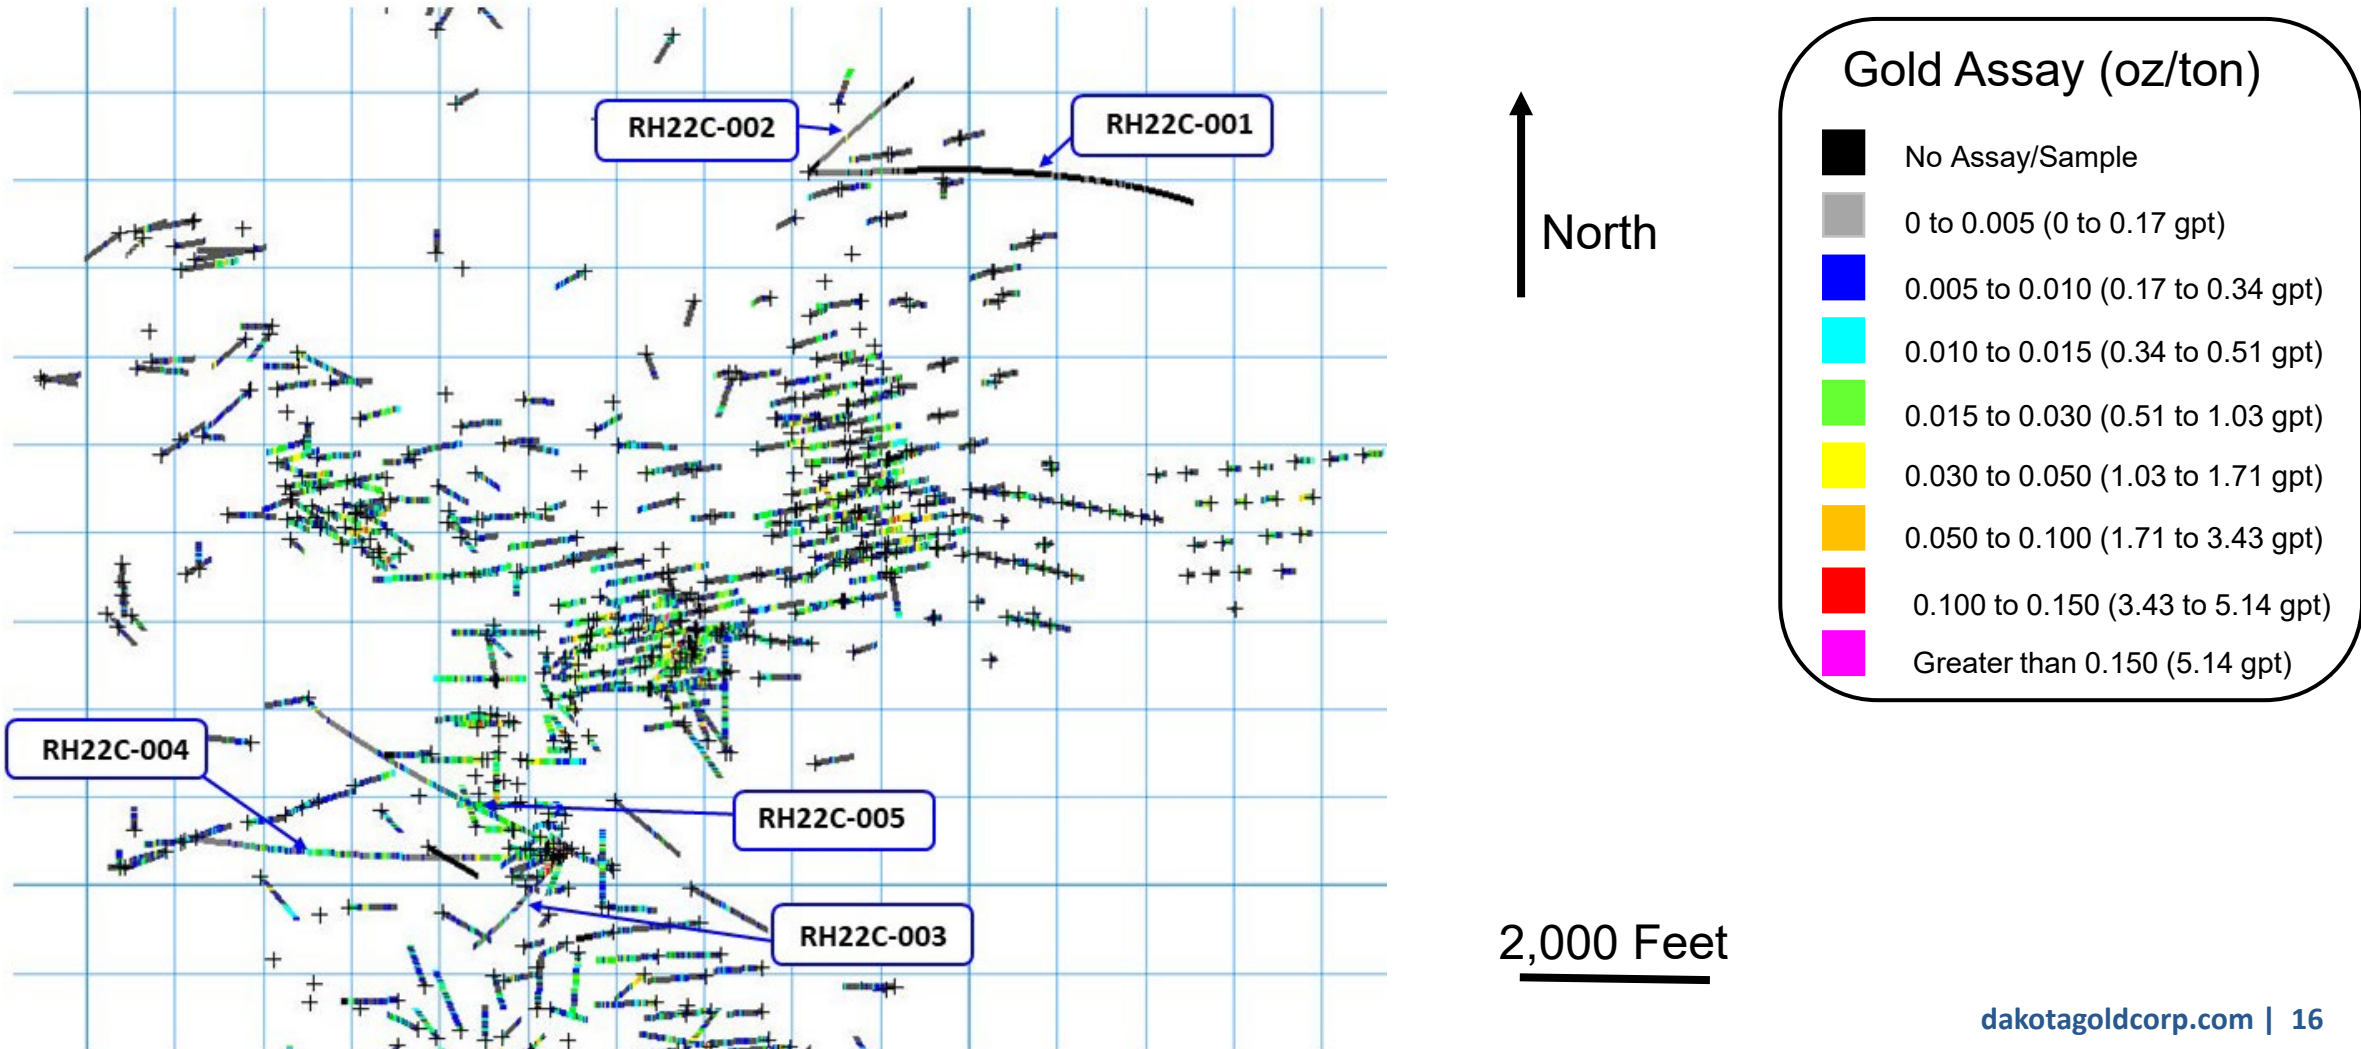 RH22C-002
RH22C-001
RH22C-004
RH22C-005
RH22C-003
North
2,000 Feet
Gold Assay (oz/ton)
No Assay/Sample
0 to 0.005 (0 to 0.17 gpt)
0.005 to 0.010 (0.17 to 0.34 gpt)
0.010 to 0.015 (0.34 to 0.51 gpt)
0.015 to 0.030 (0.51 to 1.03 gpt)
0.030 to 0.050 (1.03 to 1.71 gpt)
0.050 to 0.100 (1.71 to 3.43 gpt)
0.100 to 0.150 (3.43 to 5.14 gpt)
Greater than 0.150 (5.14 gpt)
dakotagoldcorp.com | 16